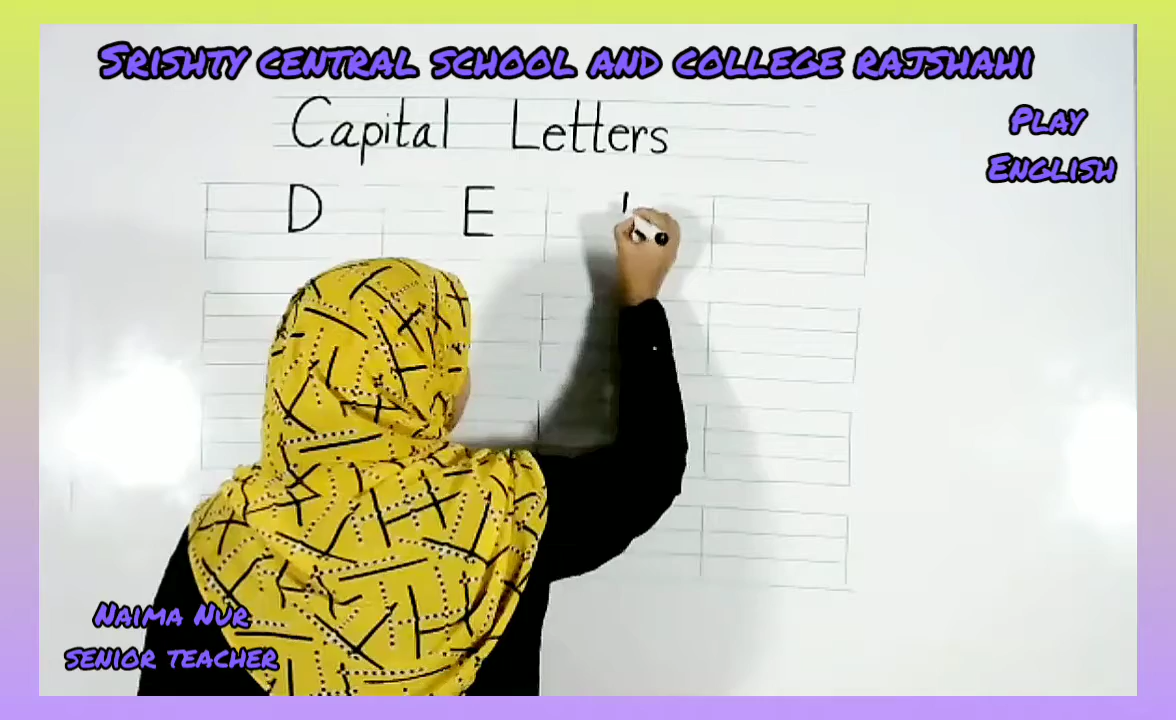 SRISHTY CENTRAL SCHOOL AND COLLEGE RAJSHAHI
PLAY
ENGLISH
Capital Letters
D E
NAIMA NUR
SENIOR TEACHER